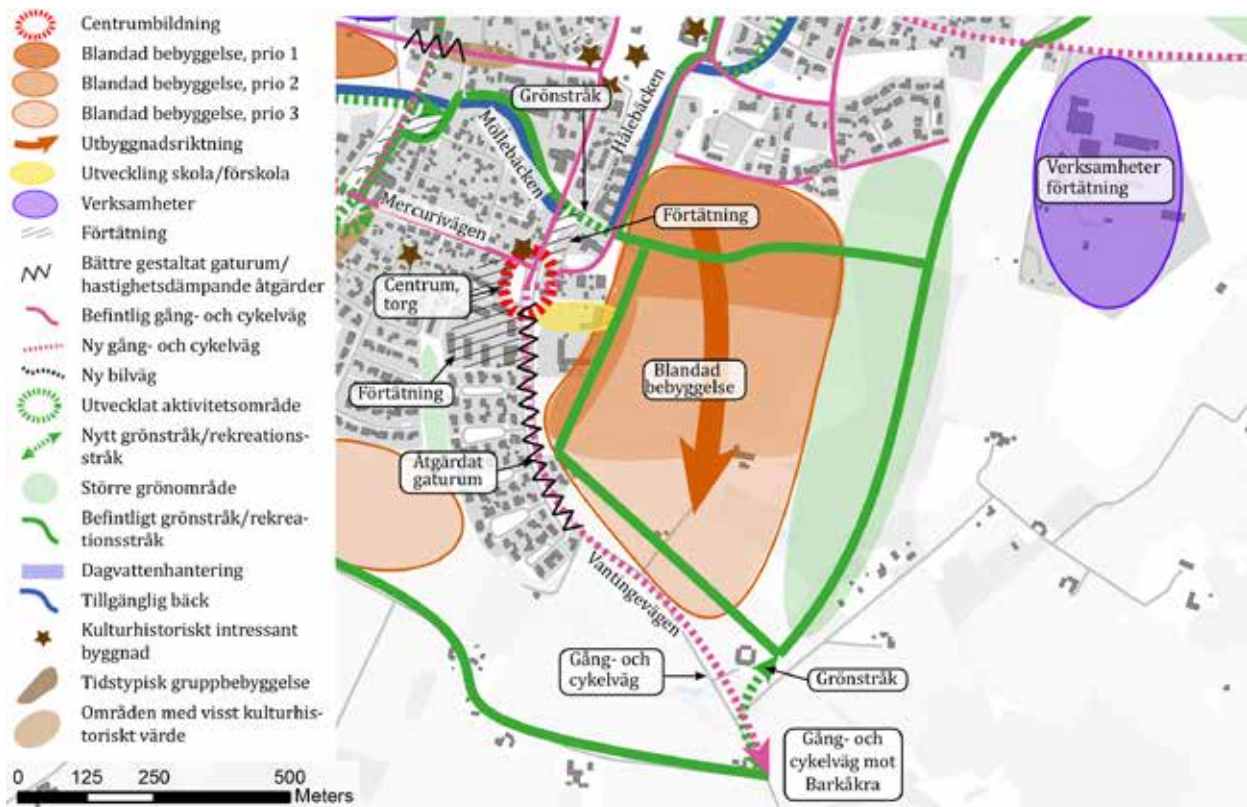 Centrumbildning
Blandad bebyggelse, prio 1
Blandad bebyggelse, prio 2
Blandad bebyggelse, prio 3
Utbyggnadsriktning
Utveckling skola/förskola
Verksamheter
Förtätning
Bättre gestaltat gaturum/
hastighetsdämpande åtgärder
Befintlig gång- och cykelväg
Ny gång- och cykelväg
Ny bilväg
Utvecklat aktivitetsområde
Nytt grönstråk/rekreations-
stråk
Större grönområde
Befintligt grönstråk/rekrea-
tionsstråk
Dagvattenhantering
Tillgänglig bäck
Kulturhistoriskt intressant
byggnad
Tidstypisk gruppbebyggelse
Områden med visst kulturhis-
toriskt värde
0 125 250 500
Meters
Grönstråk
Möllebäcken
Hålebäcken
Mercurivägen
Förtätning
Verksamheter
förtätning
Centrum,
torg
Förtätning
Blandad
bebyggelse
Åtgärdat
gaturum
Vantingevägen
Gång- och
cykelväg
Grönstråk
Gång- och
cykelväg mot
Barkåkra